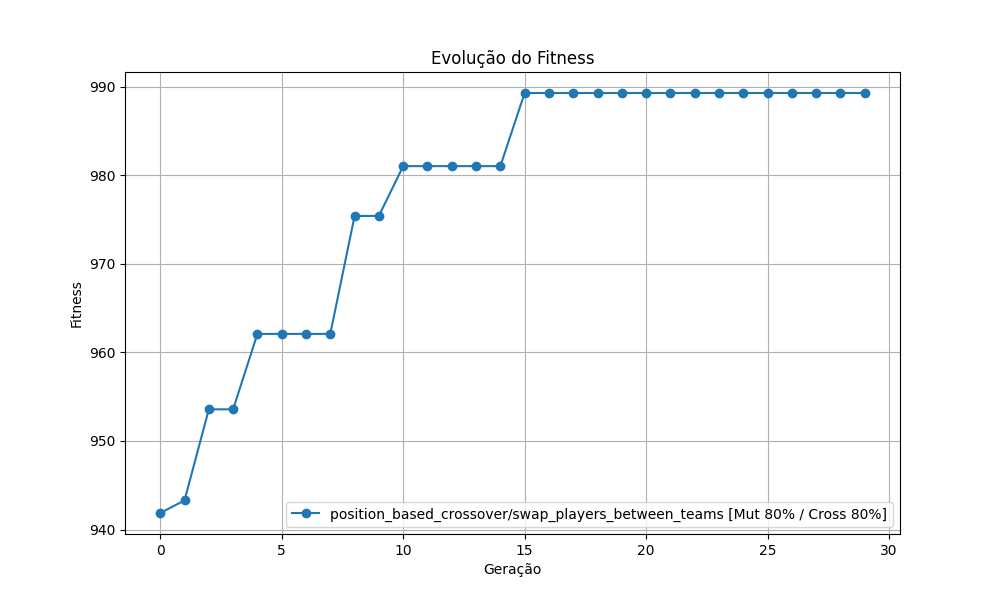 Evolução do Fitness
Fitness
990
980
970
960
950
940
position_based_crossover/swap_players_between_teams [Mut 80% / Cross 80%]
0 5 10 15 20 25 30
Geração